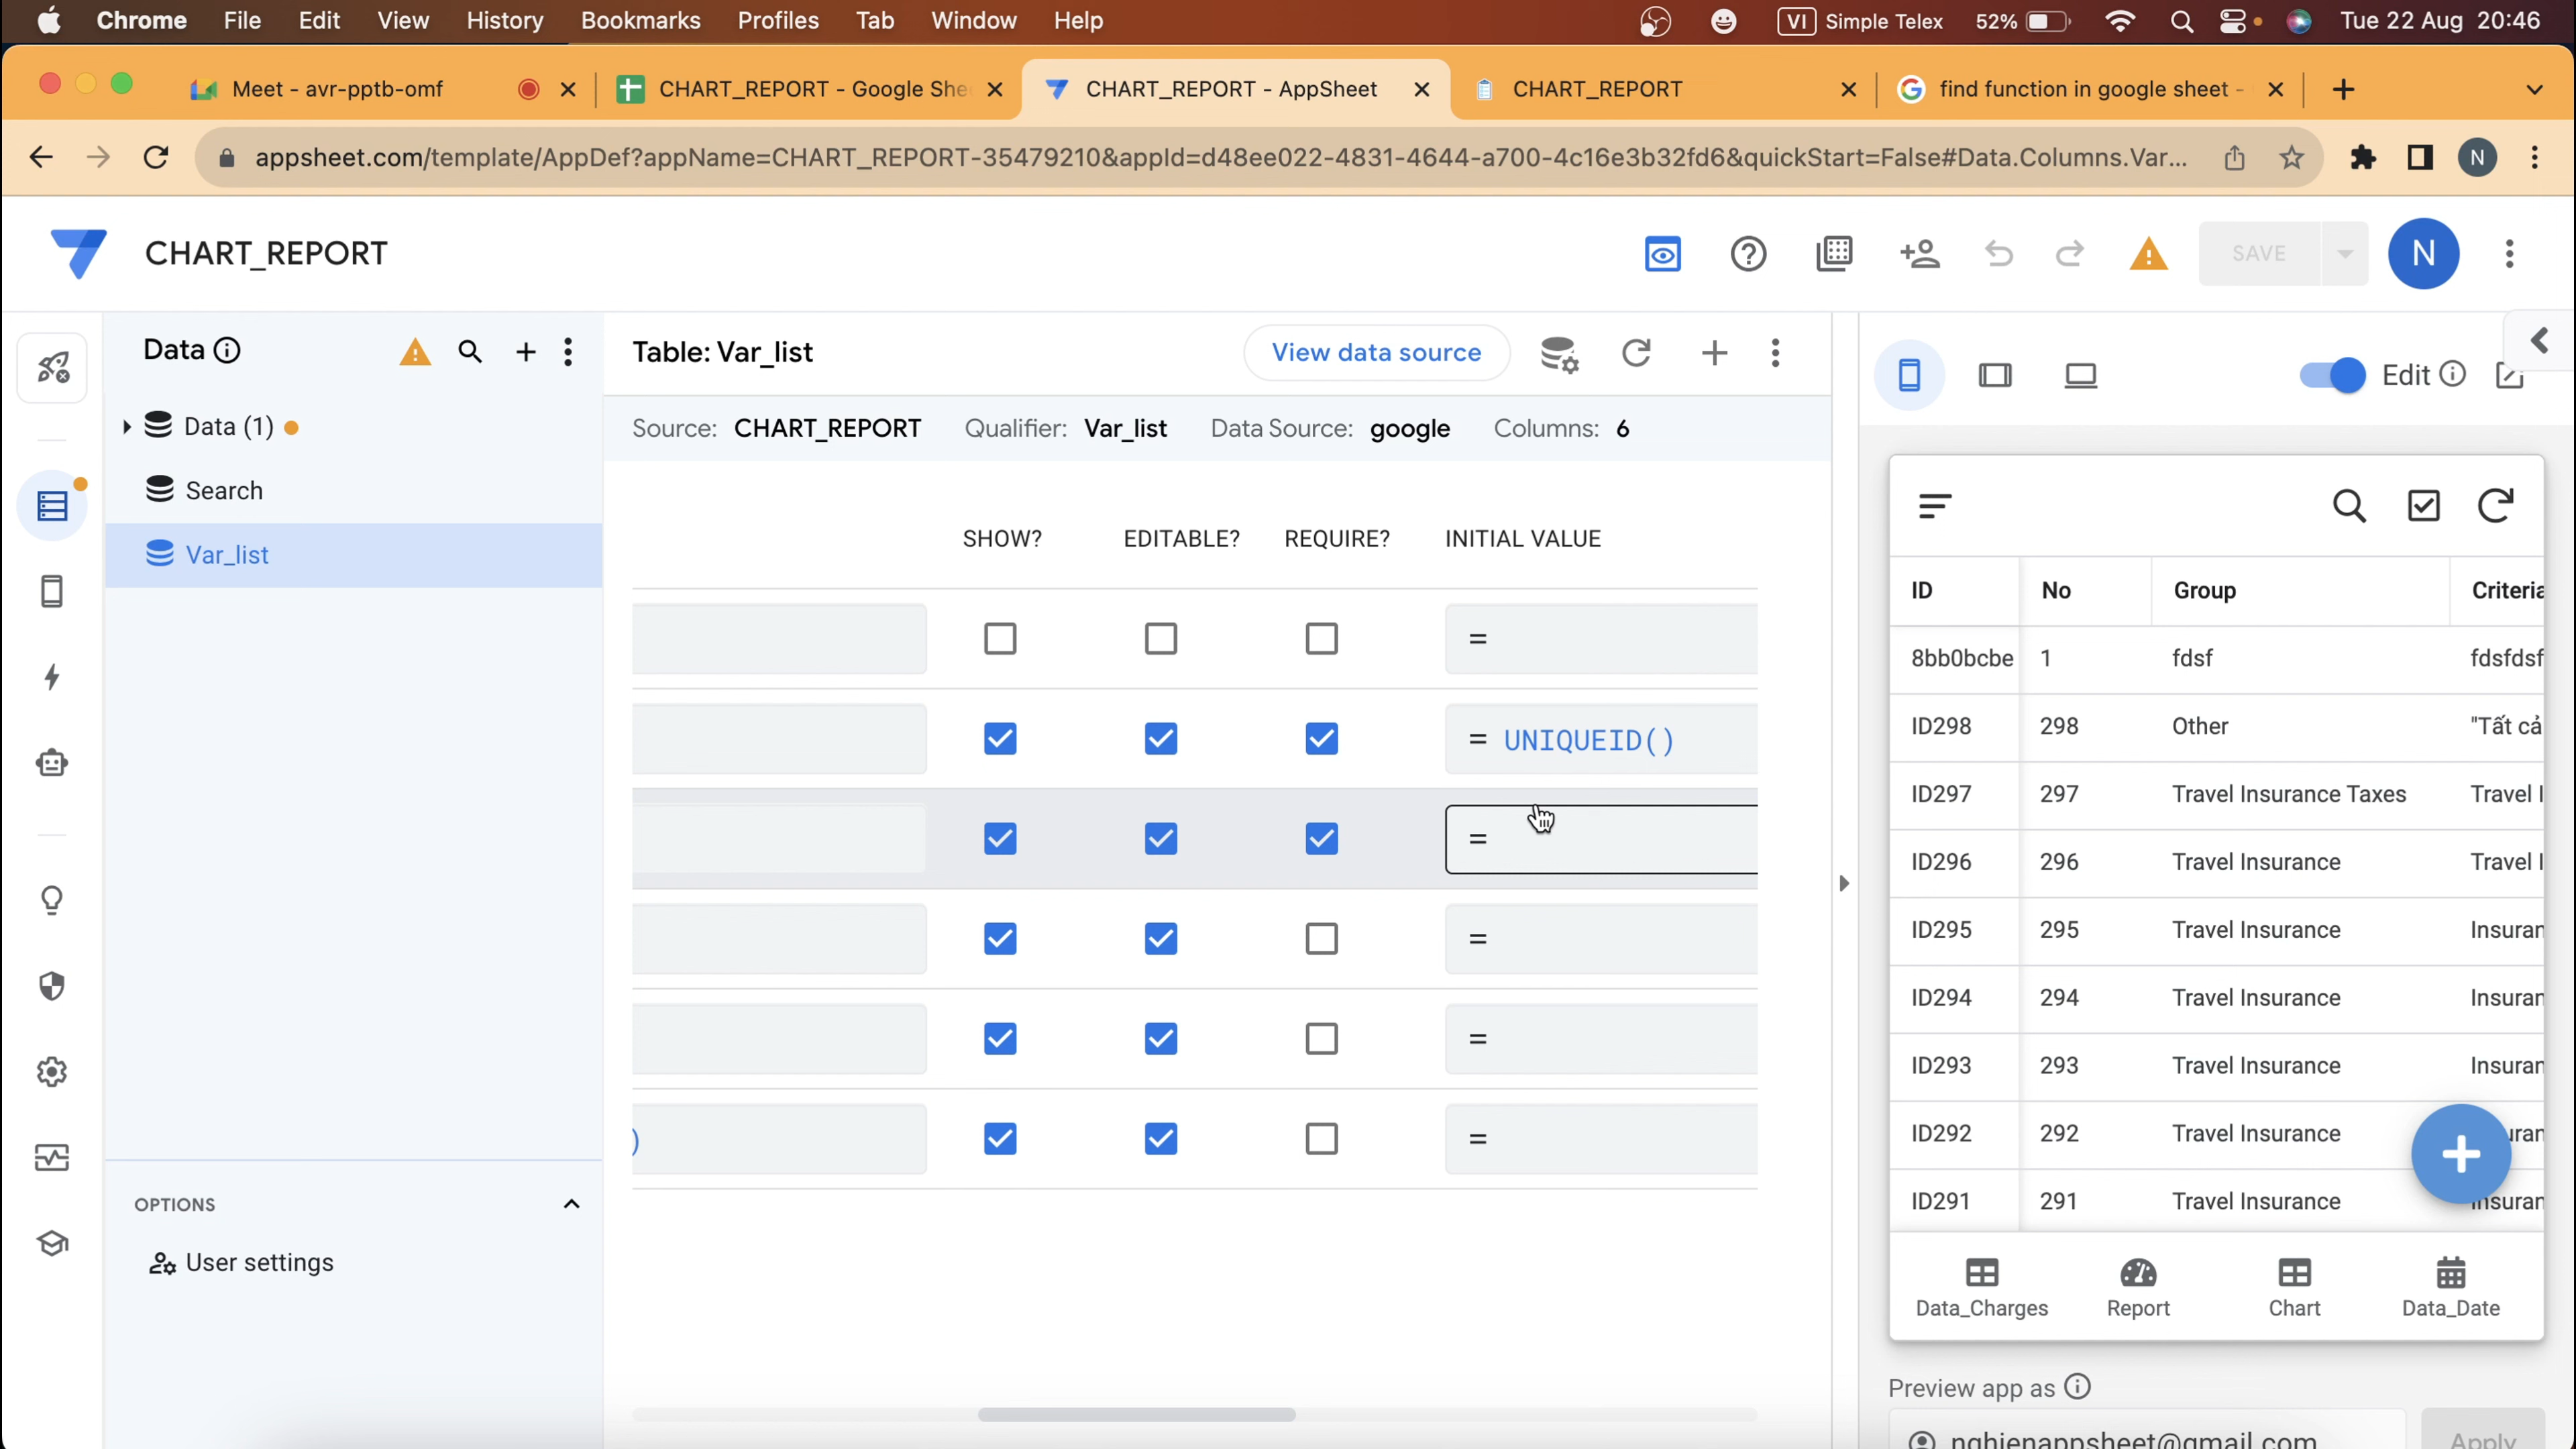 Chrome File Edit View History Bookmarks Profiles Tab Window Help VI Simple Telex 52% Tue 22 Aug 20:46
Meet - avr-pptb-omf CHART_REPORT - Google She CHART_REPORT - AppSheet CHART_REPORT find function in google sheet -
appsheet.com/template/AppDef?appName=CHART_REPORT-35479210&appId=d48ee022-4831-4644-a700-4c16e3b32fd6&quickStart=False#Data.Columns.Var... N
CHART_REPORT SAVE N
Data Table: Var_list View data source Edit
Data (1) Source: CHART_REPORT Qualifier: Var_list Data Source: google Columns: 6
Search
Var_list
SHOW? EDITABLE? REQUIRE? INITIAL VALUE
=
= UNIQUEID()
=
=
=
) =
OPTIONS
User settings
ID No Group Criteria
8bb0bcbe 1 fdsf fdsfdsf
ID298 298 Other "Tất cả
ID297 297 Travel Insurance Taxes Travel I
ID296 296 Travel Insurance Travel I
ID295 295 Travel Insurance Insuran
ID294 294 Travel Insurance Insuran
ID293 293 Travel Insurance Insuran
ID292 292 Travel Insurance
ID291 291 Travel Insurance Insuran
Data_Charges Report Chart Data_Date
Preview app as
nghienappsheet@gmail.com Apply